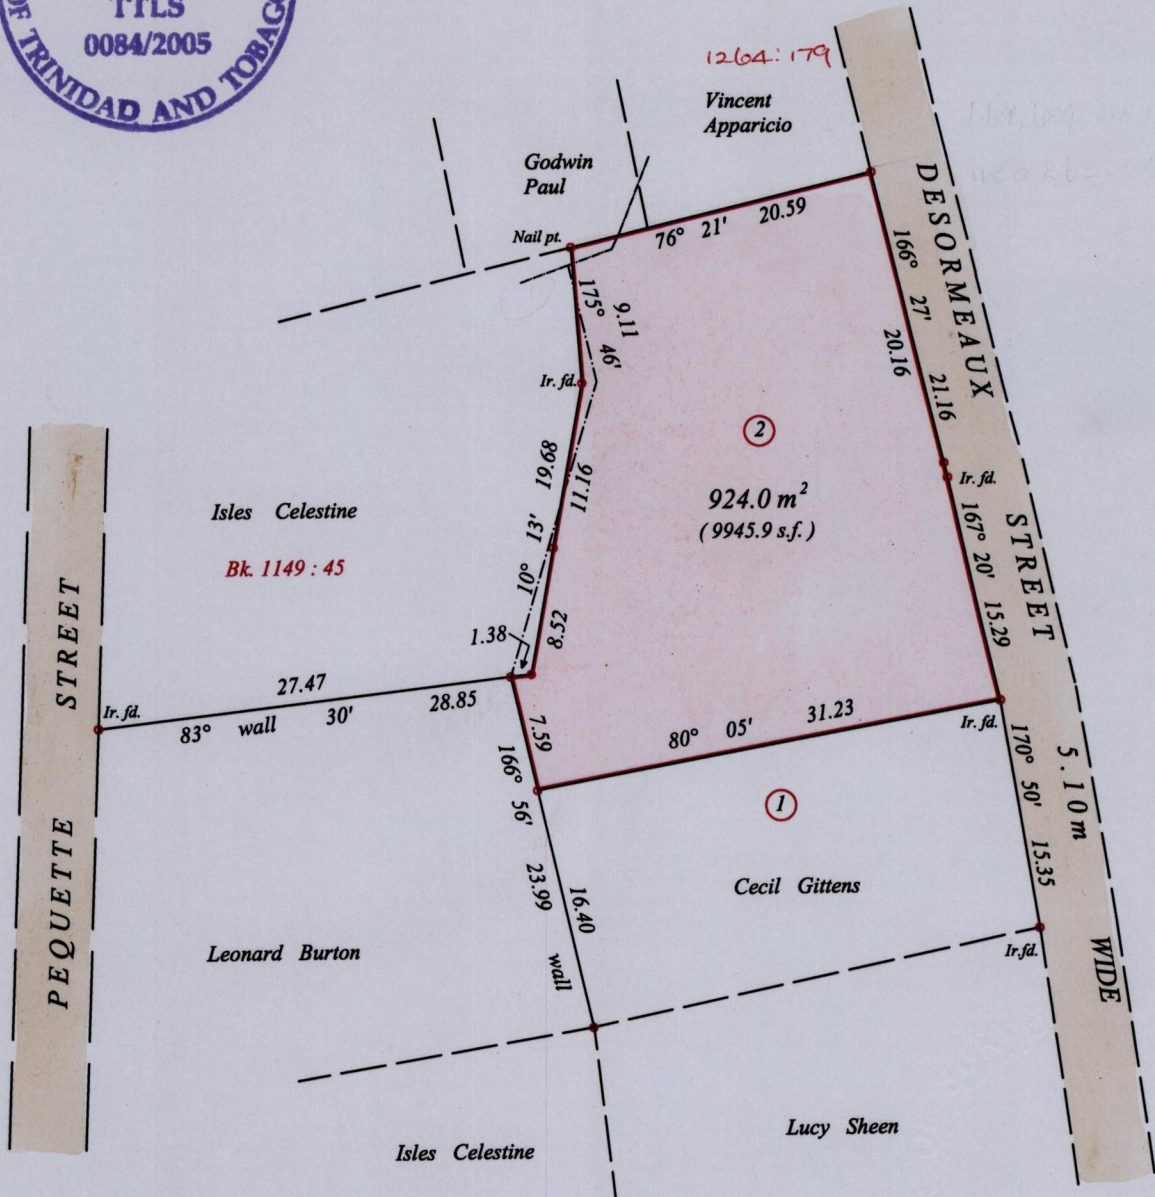 TTLS
0084/2005
OF TRINIDAD AND TOBAGO
1264:179
Vincent
Apparicio
Godwin
Paul
Nail pt.
76° 21' 20.59
DESORMEAUX STREET 5.10m WIDE
166° 27' 21.16
20.16
175° 46'
9.11
Ir. fd.
2
924.0 m²
(9945.9 s.f.)
Ir. fd.
167° 20' 15.29
10° 13' 19.68
11.16
8.52
1.38
Isles Celestine
Bk. 1149 : 45
PEQUETTE STREET
Ir. fd.
27.47
83° wall 30' 28.85
7.59
80° 05' 31.23
Ir. fd.
170° 50' 15.35
166° 56' 23.99 wall
16.40
1
Cecil Gittens
Leonard Burton
Ir.fd.
Lucy Sheen
Isles Celestine